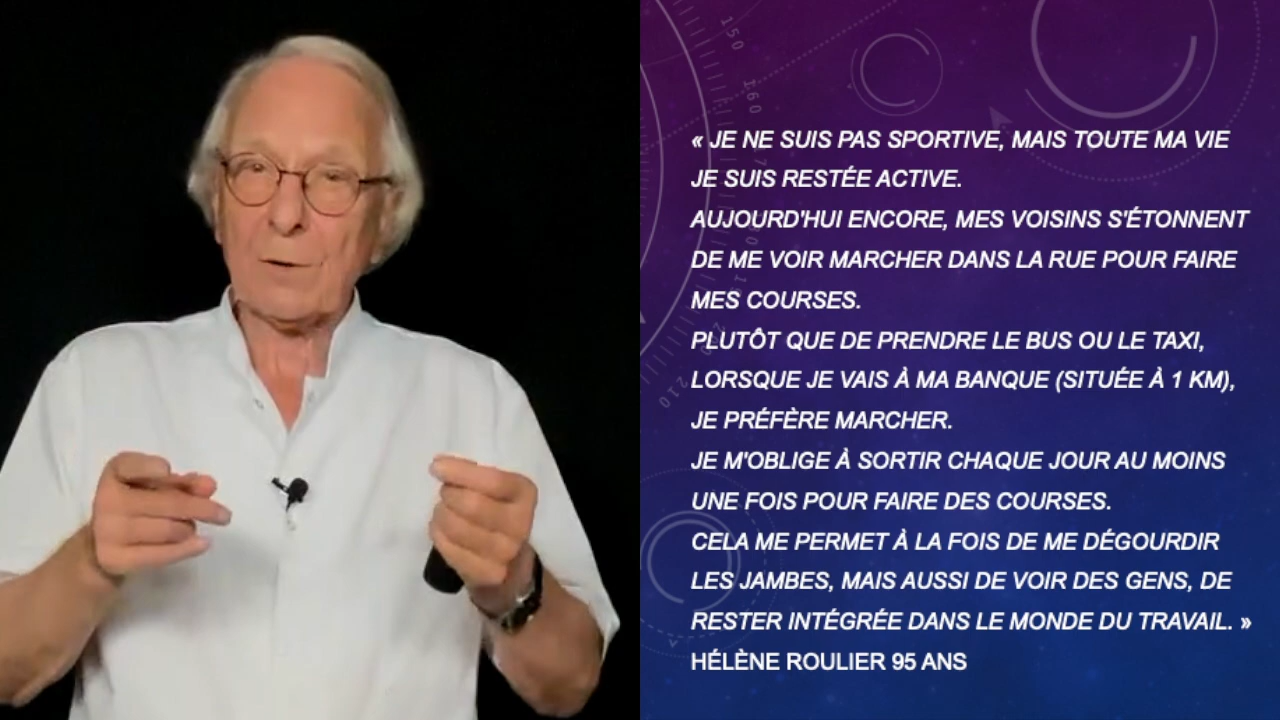 « JE NE SUIS PAS SPORTIVE, MAIS TOUTE MA VIE
JE SUIS RESTÉE ACTIVE.
AUJOURD'HUI ENCORE, MES VOISINS S'ÉTONNENT
DE ME VOIR MARCHER DANS LA RUE POUR FAIRE
MES COURSES.
PLUTÔT QUE DE PRENDRE LE BUS OU LE TAXI,
LORSQUE JE VAIS À MA BANQUE (SITUÉE À 1 KM),
JE PRÉFÈRE MARCHER.
JE M'OBLIGE À SORTIR CHAQUE JOUR AU MOINS
UNE FOIS POUR FAIRE DES COURSES.
CELA ME PERMET À LA FOIS DE ME DÉGOURDIR
LES JAMBES, MAIS AUSSI DE VOIR DES GENS, DE
RESTER INTÉGRÉE DANS LE MONDE DU TRAVAIL. »
HÉLÈNE ROULIER 95 ANS
150
160
210